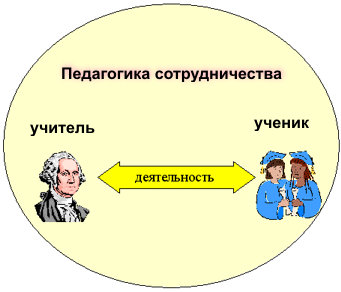 Педагогика сотрудничества
учитель
ученик
деятельность